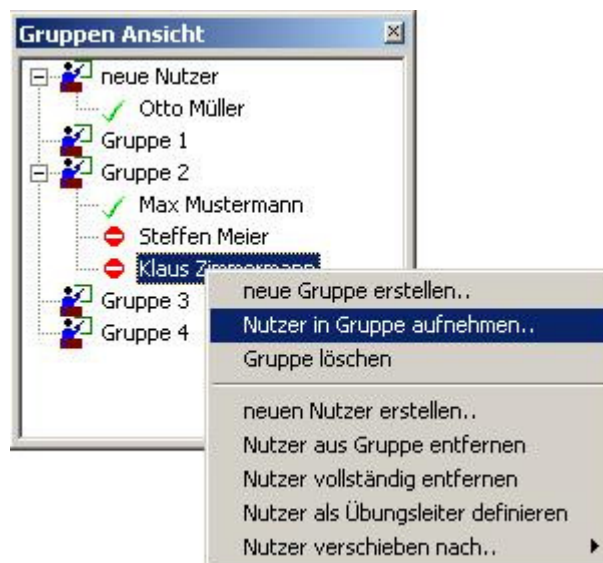 Gruppen Ansicht
neue Nutzer
Otto Müller
Gruppe 1
Gruppe 2
Max Mustermann
Steffen Meier
Klaus Zimmermann
Gruppe 3
Gruppe 4
neue Gruppe erstellen..
Nutzer in Gruppe aufnehmen..
Gruppe löschen
neuen Nutzer erstellen..
Nutzer aus Gruppe entfernen
Nutzer vollständig entfernen
Nutzer als Übungsleiter definieren
Nutzer verschieben nach..